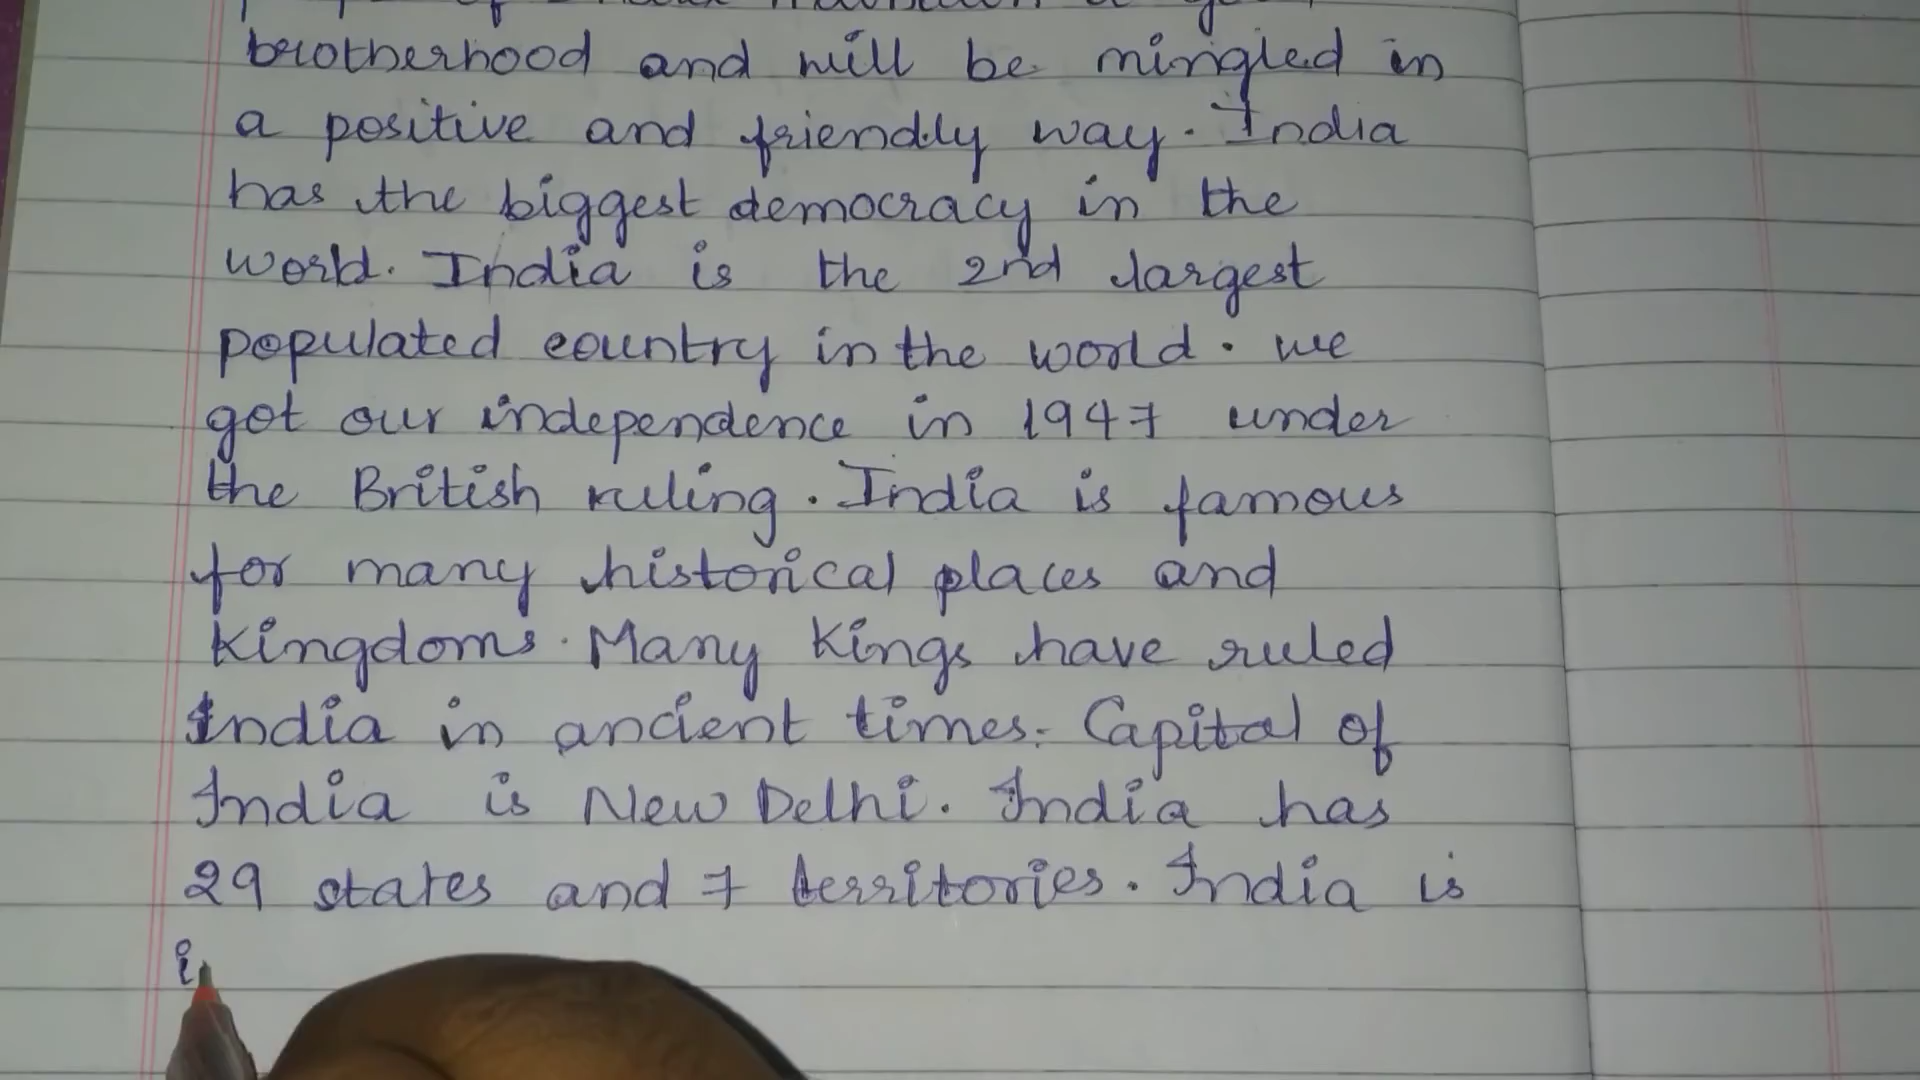 brotherhood and will be mingled in
a positive and friendly way. India
has the biggest democracy in the
world. India is the 2nd largest
populated country in the world. we
got our independence in 1947 under
the British ruling. India is famous
for many historical places and
Kingdoms. Many Kings have ruled
India in ancient times. Capital of
India is New Delhi. India has
29 states and 7 territories. India is
i